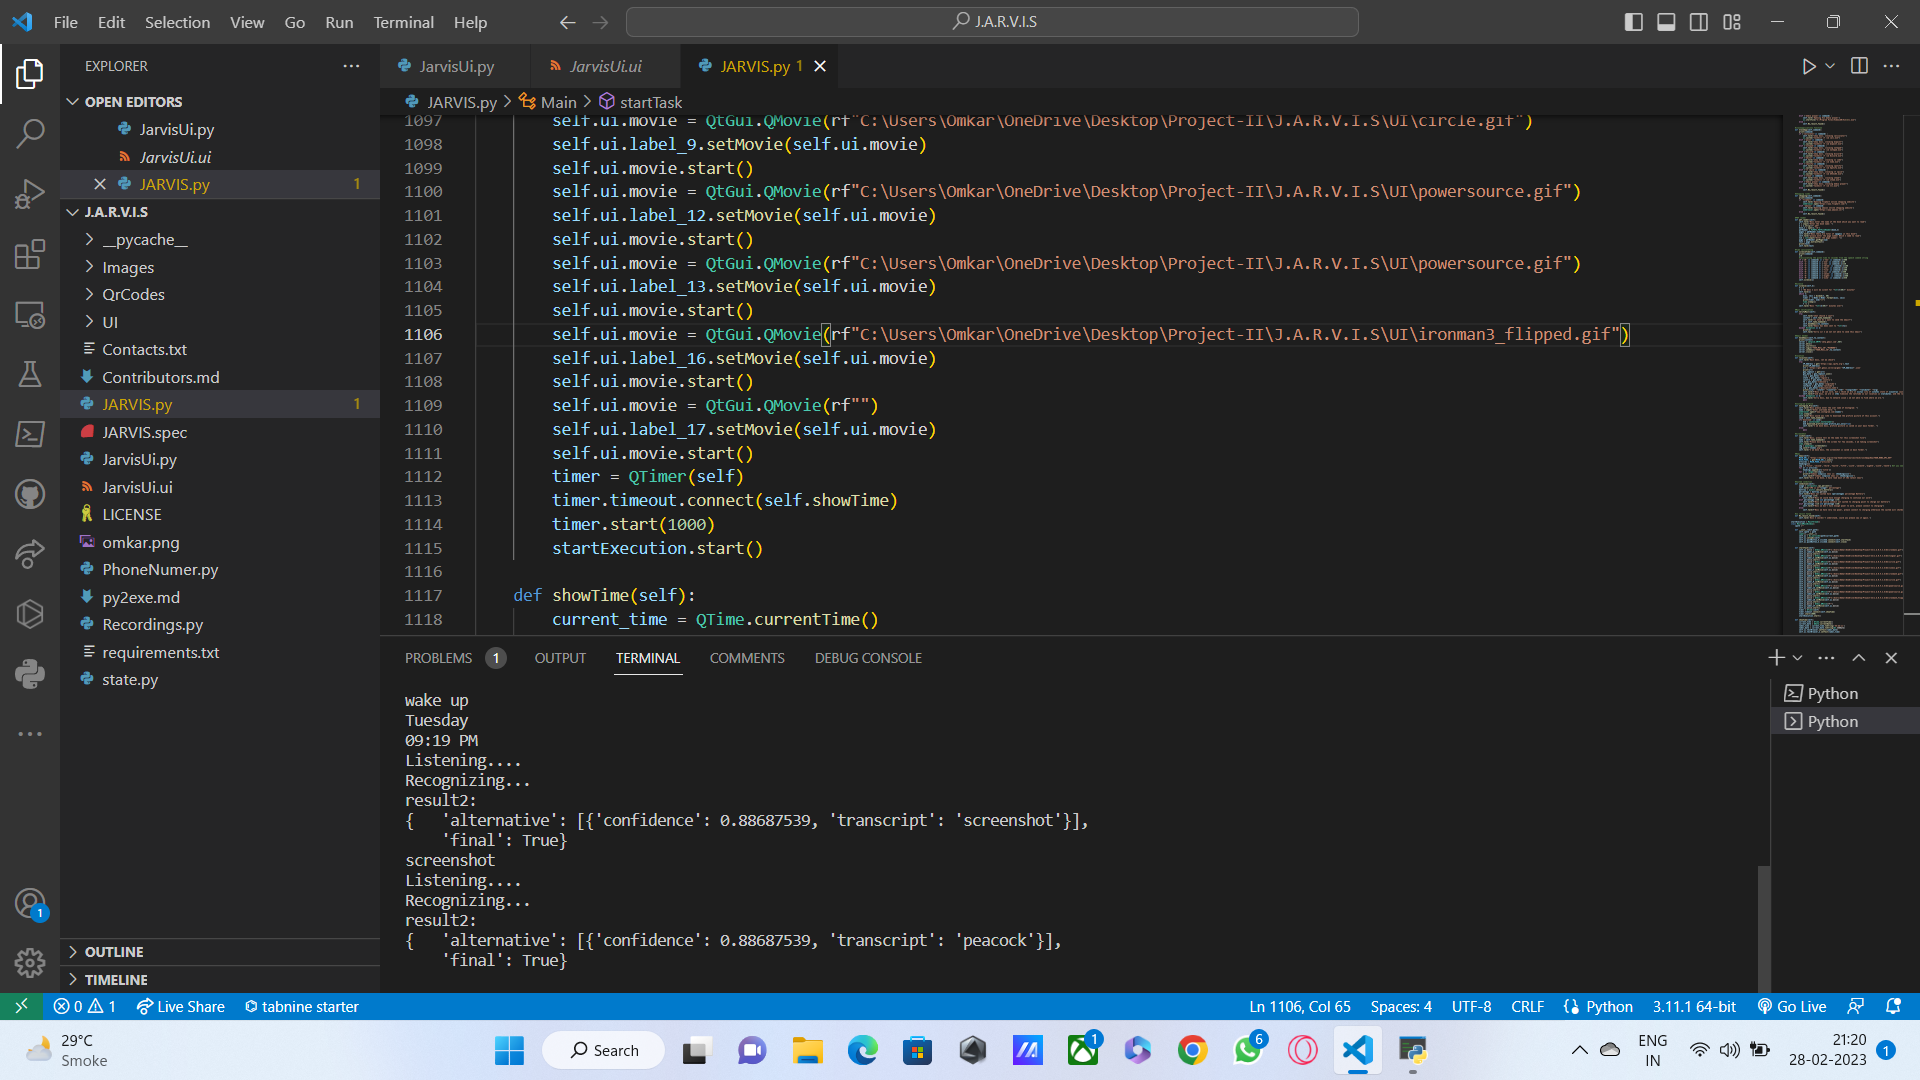 File Edit Selection View Go Run Terminal Help
J.A.R.V.I.S
EXPLORER
OPEN EDITORS
JarvisUi.py
JarvisUi.ui
JARVIS.py 1
J.A.R.V.I.S
__pycache__
Images
QrCodes
UI
Contacts.txt
Contributors.md
JARVIS.py 1
JARVIS.spec
JarvisUi.py
JarvisUi.ui
LICENSE
omkar.png
PhoneNumer.py
py2exe.md
Recordings.py
requirements.txt
state.py
OUTLINE
TIMELINE
JarvisUi.py JarvisUi.ui JARVIS.py 1
JARVIS.py > Main > startTask
1097 self.ui.movie = QtGui.QMovie(rf"C:\Users\Omkar\OneDrive\Desktop\Project-II\J.A.R.V.I.S\UI\circle.gif")
1098 self.ui.label_9.setMovie(self.ui.movie)
1099 self.ui.movie.start()
1100 self.ui.movie = QtGui.QMovie(rf"C:\Users\Omkar\OneDrive\Desktop\Project-II\J.A.R.V.I.S\UI\powersource.gif")
1101 self.ui.label_12.setMovie(self.ui.movie)
1102 self.ui.movie.start()
1103 self.ui.movie = QtGui.QMovie(rf"C:\Users\Omkar\OneDrive\Desktop\Project-II\J.A.R.V.I.S\UI\powersource.gif")
1104 self.ui.label_13.setMovie(self.ui.movie)
1105 self.ui.movie.start()
1106 self.ui.movie = QtGui.QMovie(rf"C:\Users\Omkar\OneDrive\Desktop\Project-II\J.A.R.V.I.S\UI\ironman3_flipped.gif")
1107 self.ui.label_16.setMovie(self.ui.movie)
1108 self.ui.movie.start()
1109 self.ui.movie = QtGui.QMovie(rf"")
1110 self.ui.label_17.setMovie(self.ui.movie)
1111 self.ui.movie.start()
1112 timer = QTimer(self)
1113 timer.timeout.connect(self.showTime)
1114 timer.start(1000)
1115 startExecution.start()
1116
1117 def showTime(self):
1118 current_time = QTime.currentTime()
PROBLEMS 1 OUTPUT TERMINAL COMMENTS DEBUG CONSOLE
wake up
Tuesday
09:19 PM
Listening....
Recognizing...
result2:
{   'alternative': [{'confidence': 0.88687539, 'transcript': 'screenshot'}],
    'final': True}
screenshot
Listening....
Recognizing...
result2:
{   'alternative': [{'confidence': 0.88687539, 'transcript': 'peacock'}],
    'final': True}
Python
Python
1
0 1 Live Share tabnine starter
Ln 1106, Col 65 Spaces: 4 UTF-8 CRLF Python 3.11.1 64-bit Go Live
29°C
Smoke
Search
1
6
ENG
IN
21:20
28-02-2023
1